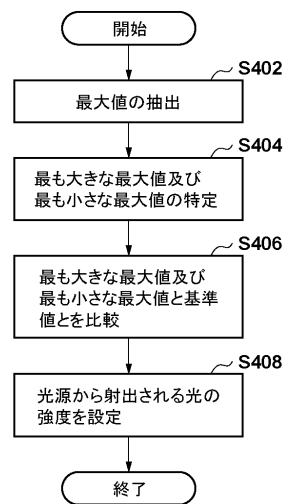 開始
S402
最大値の抽出
S404
最も大きな最大値及び
最も小さな最大値の特定
S406
最も大きな最大値及び
最も小さな最大値と基準
値とを比較
S408
光源から射出される光の
強度を設定
終了